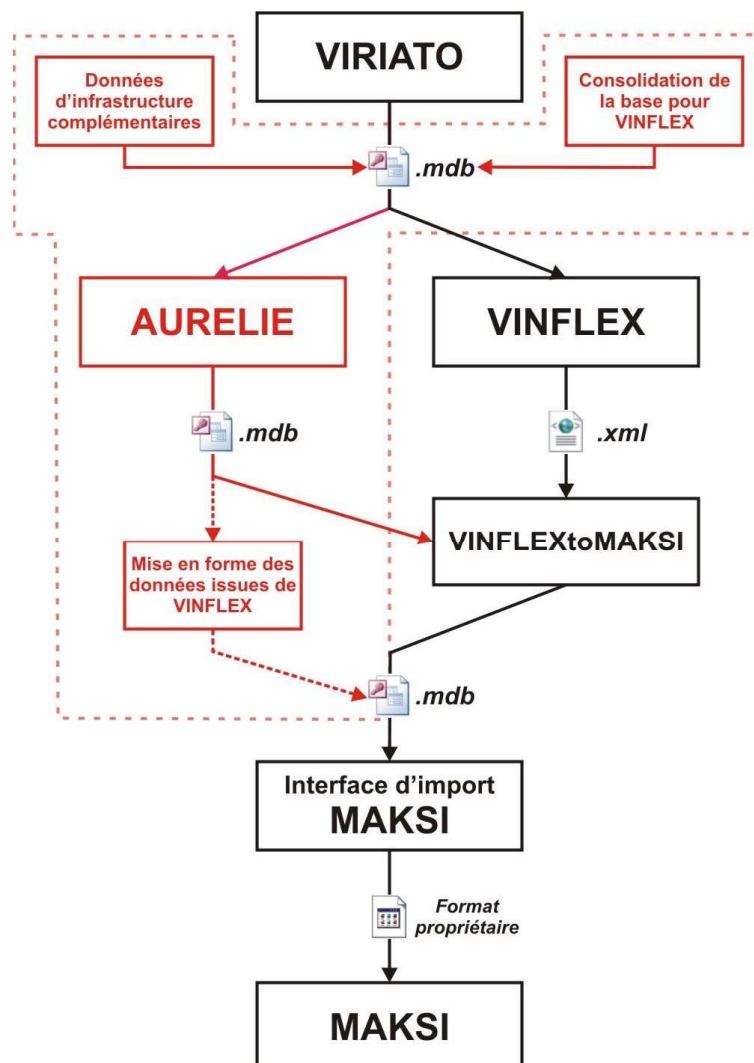 VIRIATO
Données
d'infrastructure
complémentaires
Consolidation de
la base pour
VINFLEX
.mdb
AURELIE
VINFLEX
.mdb
.xml
VINFLEXtoMAKSI
Mise en forme des
données issues de
VINFLEX
.mdb
Interface d'import
MAKSI
Format
propriétaire
MAKSI